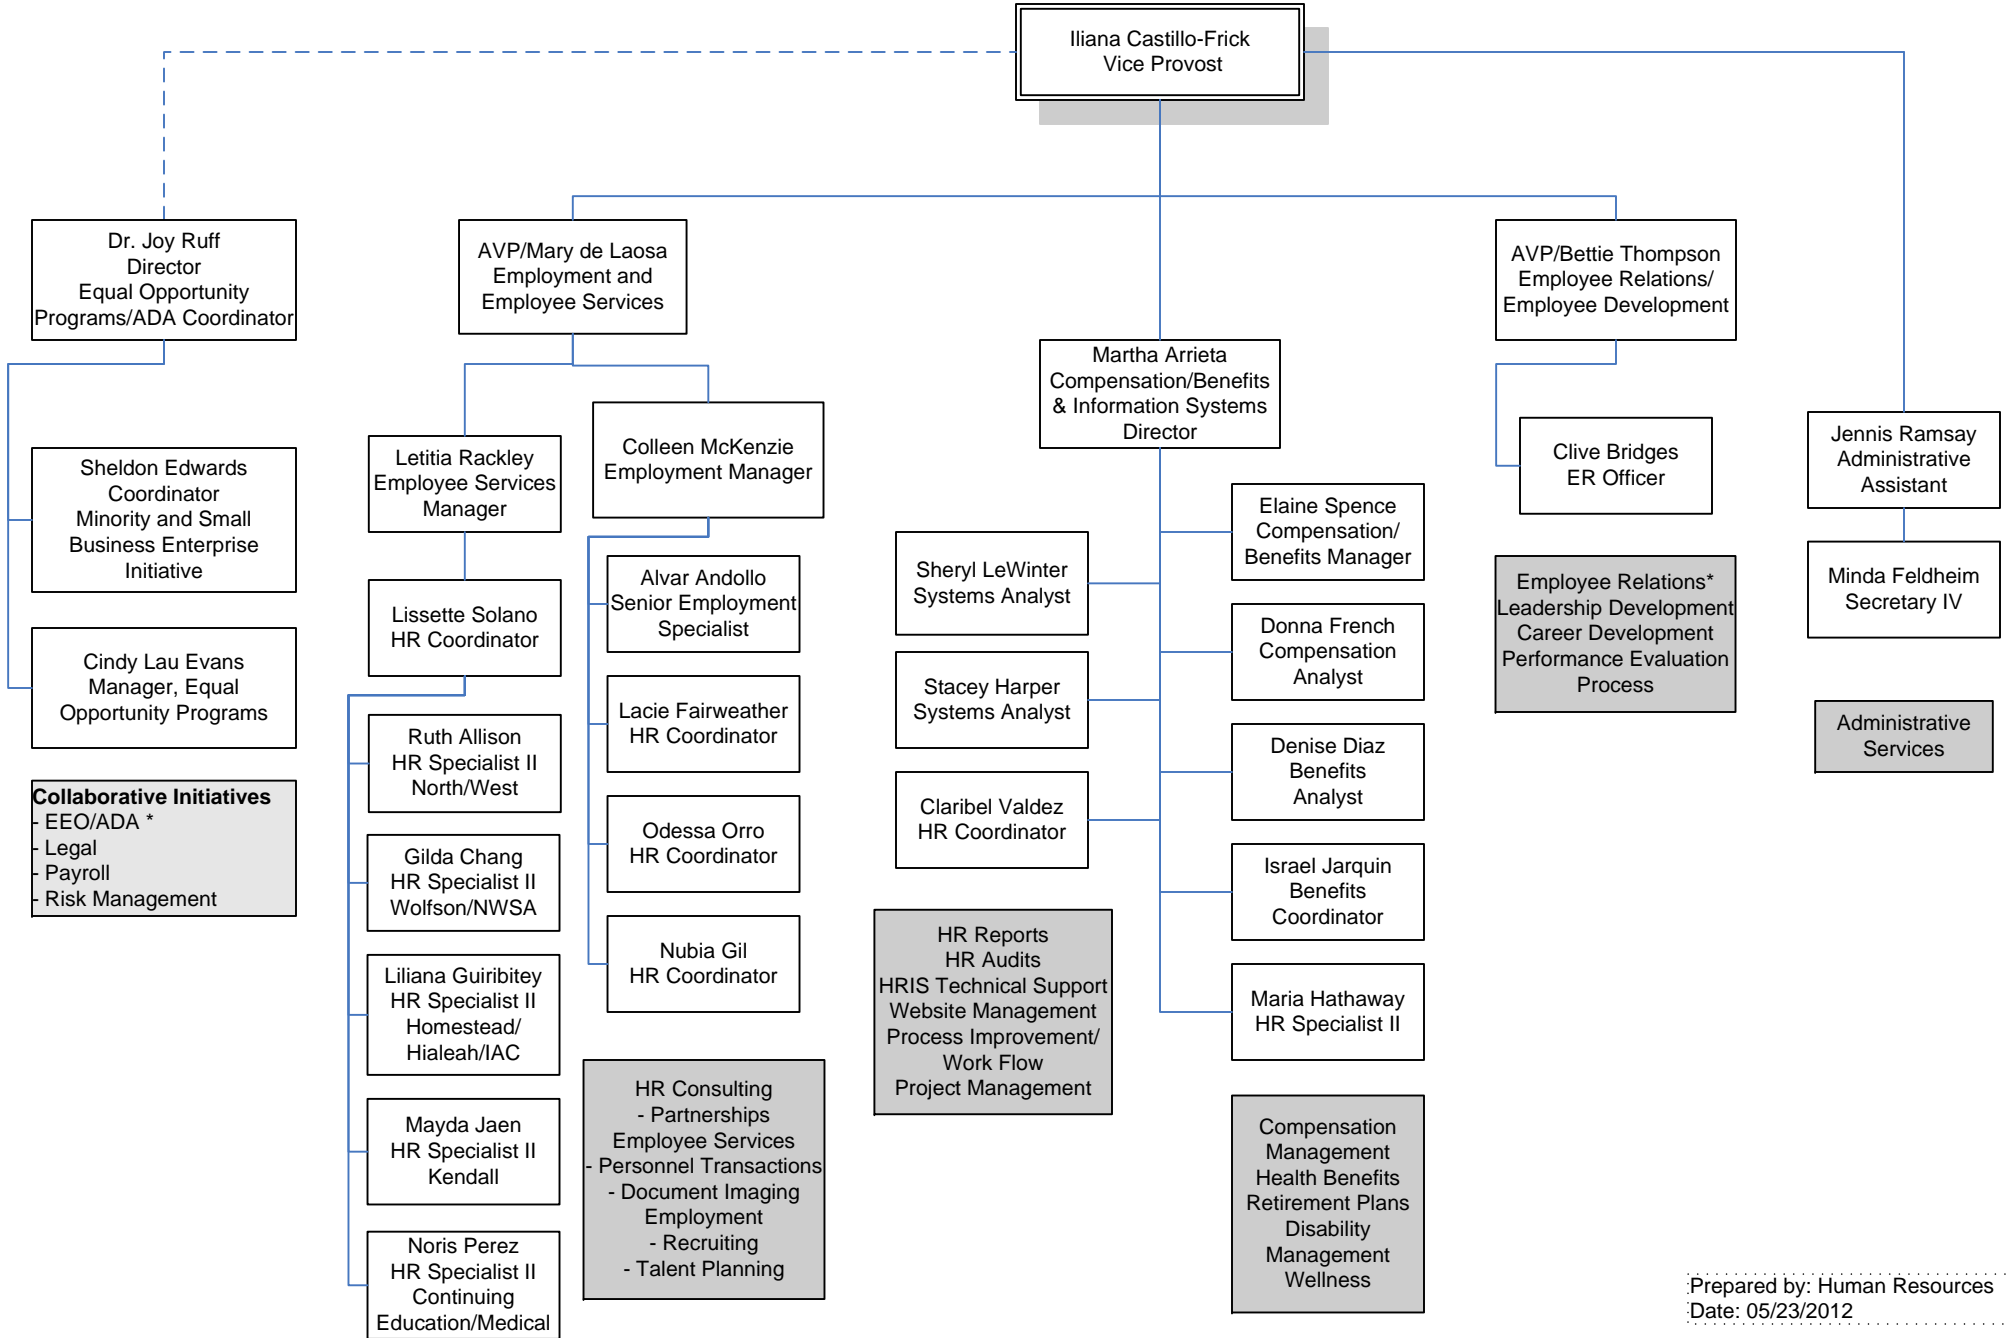 Iliana Castillo-Frick
Vice Provost
Dr. Joy Ruff
Director
Equal Opportunity
Programs/ADA Coordinator
Sheldon Edwards
Coordinator
Minority and Small
Business Enterprise
Initiative
Cindy Lau Evans
Manager, Equal
Opportunity Programs
Collaborative Initiatives
- EEO/ADA *
- Legal
- Payroll
- Risk Management
AVP/Mary de Laosa
Employment and
Employee Services
Letitia Rackley
Employee Services
Manager
Lissette Solano
HR Coordinator
Ruth Allison
HR Specialist II
North/West
Gilda Chang
HR Specialist II
Wolfson/NWSA
Liliana Guiribitey
HR Specialist II
Homestead/
Hialeah/IAC
Mayda Jaen
HR Specialist II
Kendall
Noris Perez
HR Specialist II
Continuing
Education/Medical
Colleen McKenzie
Employment Manager
Alvar Andollo
Senior Employment
Specialist
Lacie Fairweather
HR Coordinator
Odessa Orro
HR Coordinator
Nubia Gil
HR Coordinator
HR Consulting
- Partnerships
Employee Services
- Personnel Transactions
- Document Imaging
Employment
- Recruiting
- Talent Planning
Martha Arrieta
Compensation/Benefits
& Information Systems
Director
Sheryl LeWinter
Systems Analyst
Stacey Harper
Systems Analyst
Claribel Valdez
HR Coordinator
HR Reports
HR Audits
HRIS Technical Support
Website Management
Process Improvement/
Work Flow
Project Management
Elaine Spence
Compensation/
Benefits Manager
Donna French
Compensation
Analyst
Denise Diaz
Benefits
Analyst
Israel Jarquin
Benefits
Coordinator
Maria Hathaway
HR Specialist II
Compensation
Management
Health Benefits
Retirement Plans
Disability
Management
Wellness
AVP/Bettie Thompson
Employee Relations/
Employee Development
Clive Bridges
ER Officer
Employee Relations*
Leadership Development
Career Development
Performance Evaluation
Process
Jennis Ramsay
Administrative
Assistant
Minda Feldheim
Secretary IV
Administrative
Services
Prepared by: Human Resources
Date: 05/23/2012